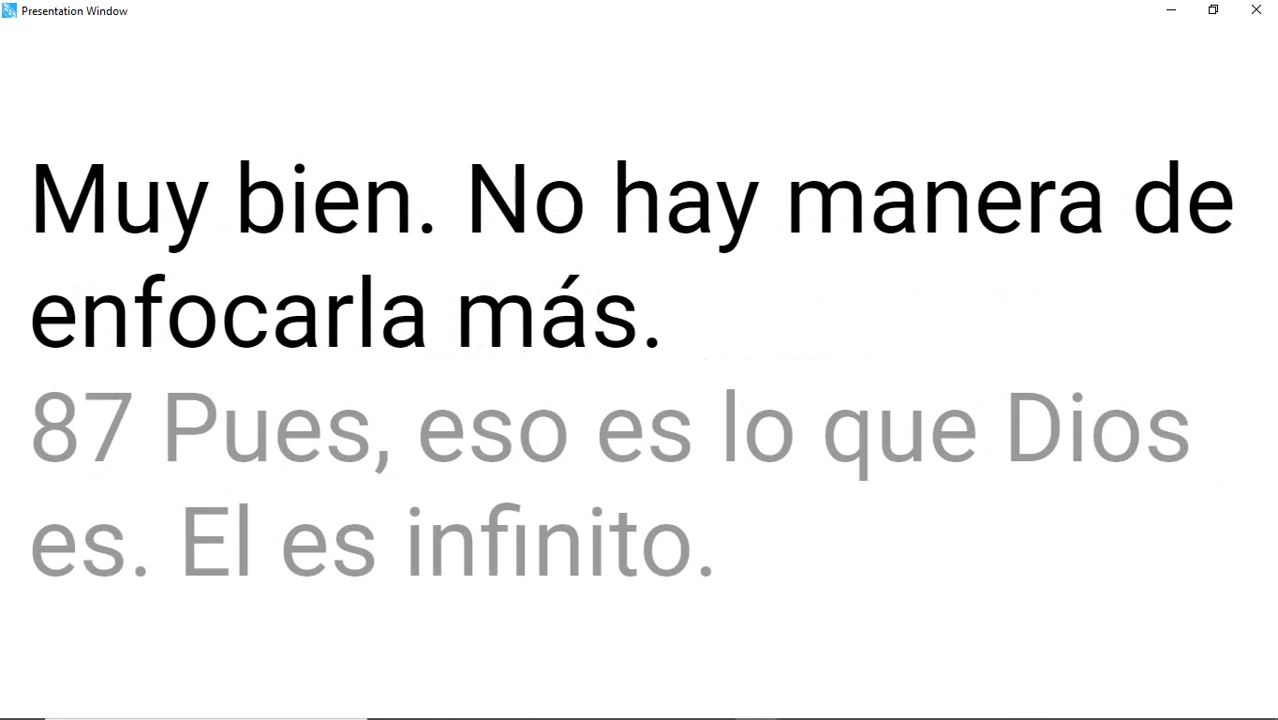 Presentation Window
Muy bien. No hay manera de
enfocarla más.
87 Pues, eso es lo que Dios
es. El es infinito.